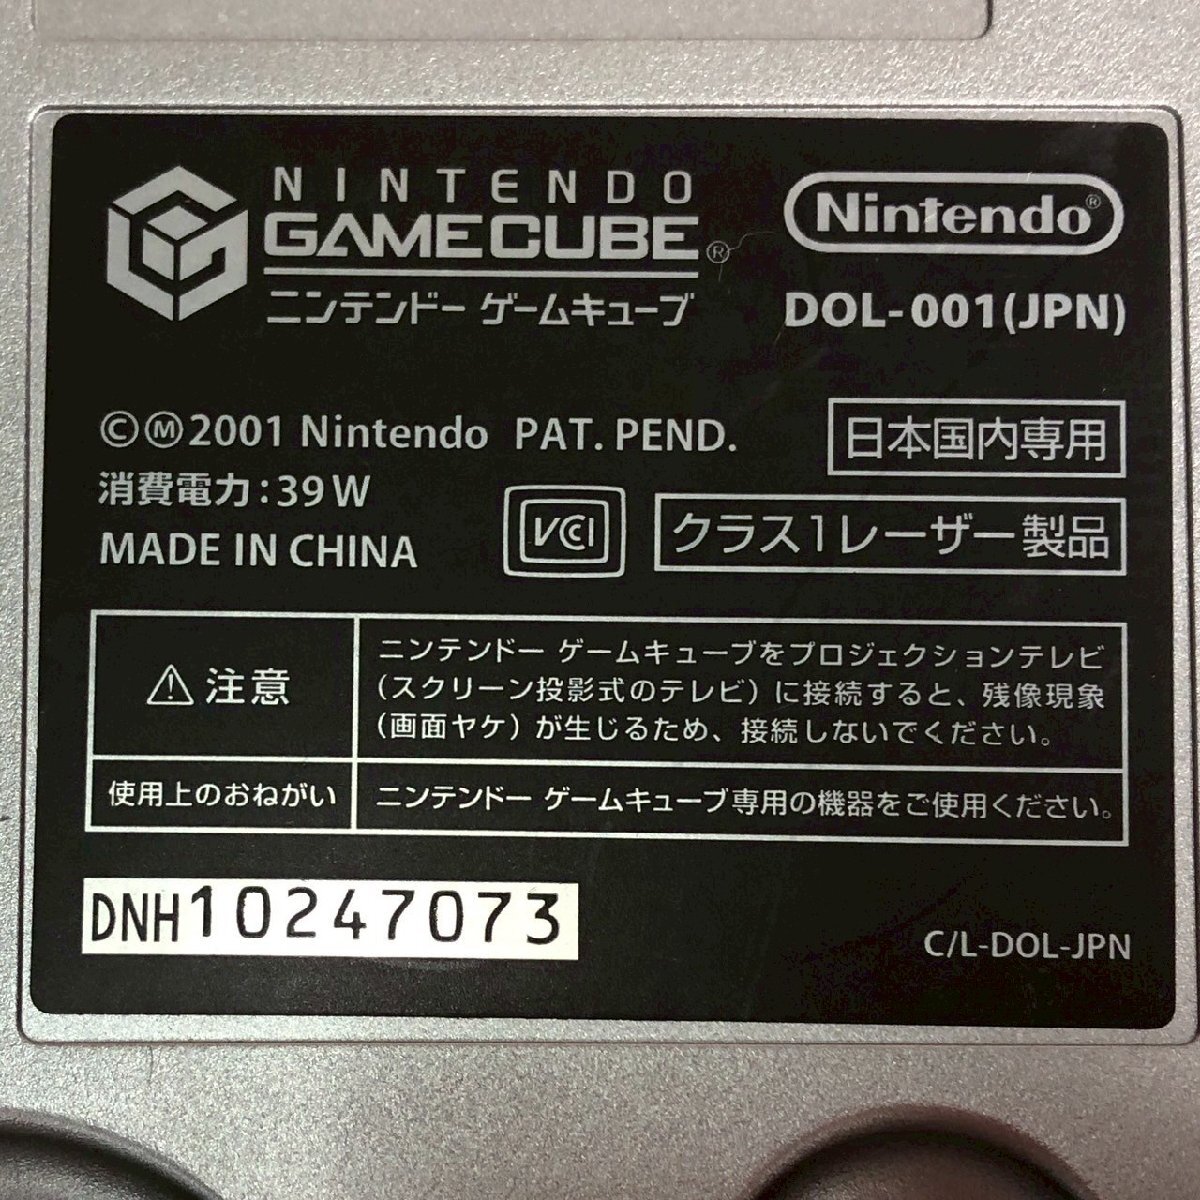 NINTENDO
GAMECUBE®
ニンテンドー ゲームキューブ
Nintendo®
DOL-001(JPN)
©Ⓜ2001 Nintendo PAT. PEND.
日本国内専用
消費電力:39W
MADE IN CHINA
VCI
クラス1レーザー製品
⚠注意
ニンテンドー ゲームキューブをプロジェクションテレビ
(スクリーン投影式のテレビ)に接続すると、残像現象
(画面ヤケ)が生じるため、接続しないでください。
使用上のおねがい
ニンテンドー ゲームキューブ専用の機器をご使用ください。
DNH10247073
C/L-DOL-JPN